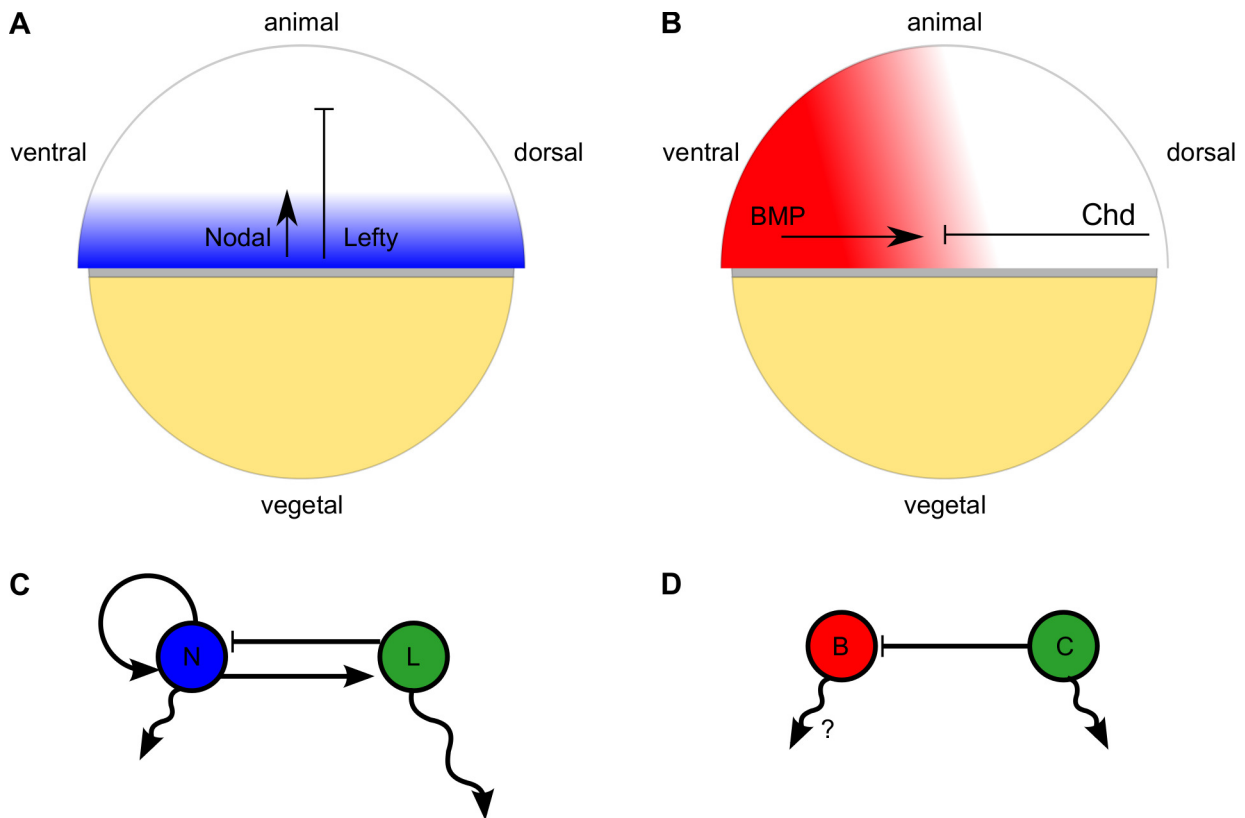 A
animal
ventral
dorsal
Nodal
Lefty
vegetal
B
animal
ventral
dorsal
BMP
Chd
vegetal
C
N
L
D
B
C
?